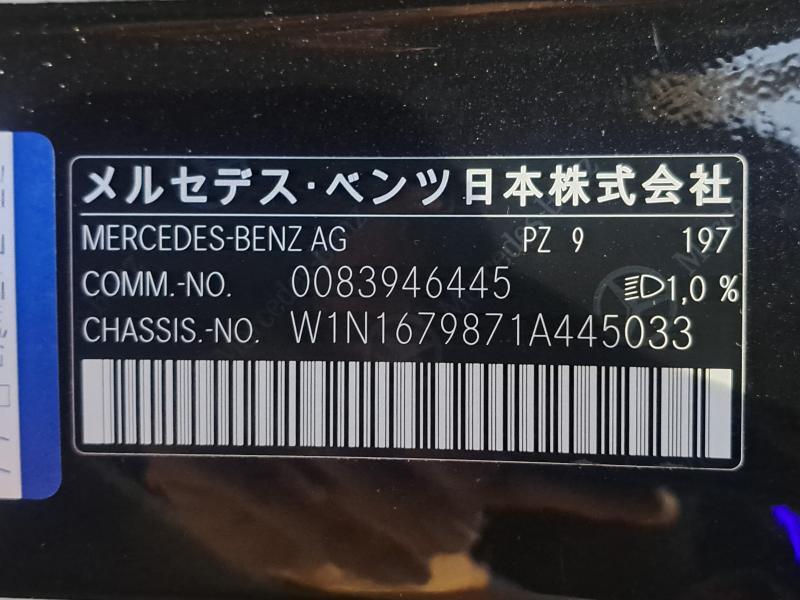 メルセデス・ベンツ日本株式会社
MERCEDES-BENZ AG PZ 9 197
COMM.-NO. 0083946445 1,0 %
CHASSIS.-NO. W1N1679871A445033